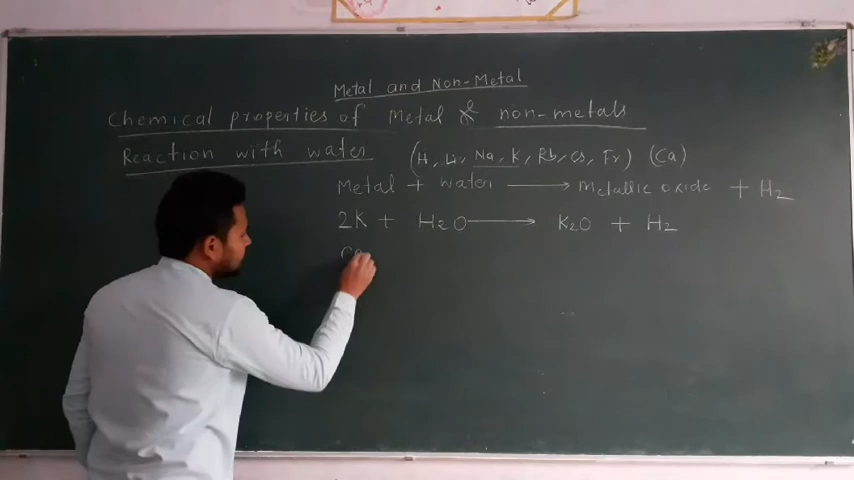 Metal and Non-Metal
Chemical properties of Metal & non-metals
Reaction with water (H, Li, Na, K, Rb, Cs, Fr) (Ca)
Metal + water ⟶ Metallic oxide + H₂
2K + H₂O ⟶ K₂O + H₂
Ca